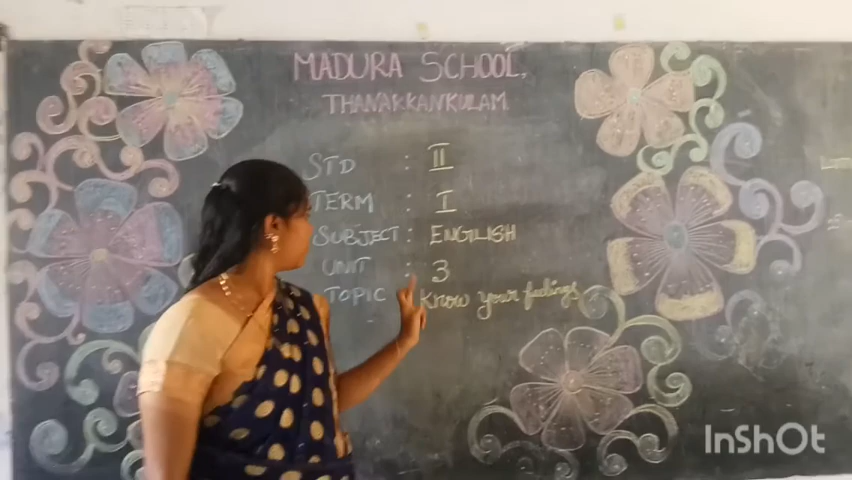 MADURA SCHOOL,
THANAKKANKULAM.
STD : II
TERM : I
SUBJECT : ENGLISH
UNIT : 3
TOPIC Know your feelings
InShOt